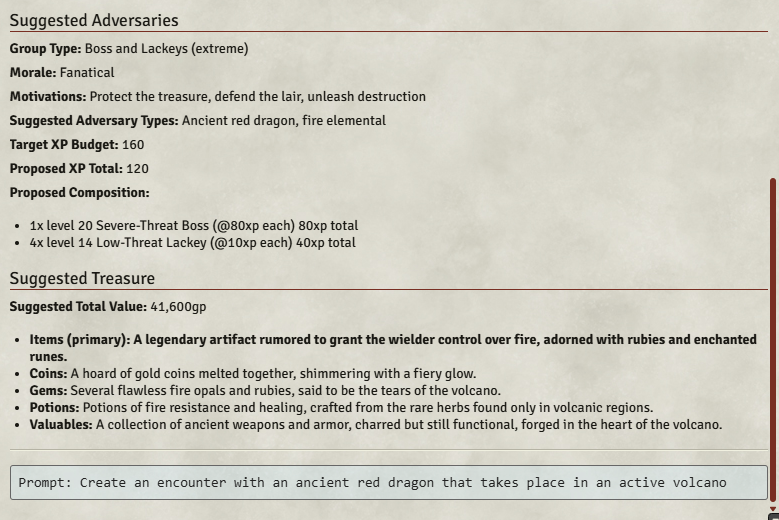 Suggested Adversaries
Group Type: Boss and Lackeys (extreme)
Morale: Fanatical
Motivations: Protect the treasure, defend the lair, unleash destruction
Suggested Adversary Types: Ancient red dragon, fire elemental
Target XP Budget: 160
Proposed XP Total: 120
Proposed Composition:
• 1x level 20 Severe-Threat Boss (@80xp each) 80xp total
• 4x level 14 Low-Threat Lackey (@10xp each) 40xp total
Suggested Treasure
Suggested Total Value: 41,600gp
• Items (primary): A legendary artifact rumored to grant the wielder control over fire, adorned with rubies and enchanted
runes.
• Coins: A hoard of gold coins melted together, shimmering with a fiery glow.
• Gems: Several flawless fire opals and rubies, said to be the tears of the volcano.
• Potions: Potions of fire resistance and healing, crafted from the rare herbs found only in volcanic regions.
• Valuables: A collection of ancient weapons and armor, charred but still functional, forged in the heart of the volcano.
Prompt: Create an encounter with an ancient red dragon that takes place in an active volcano